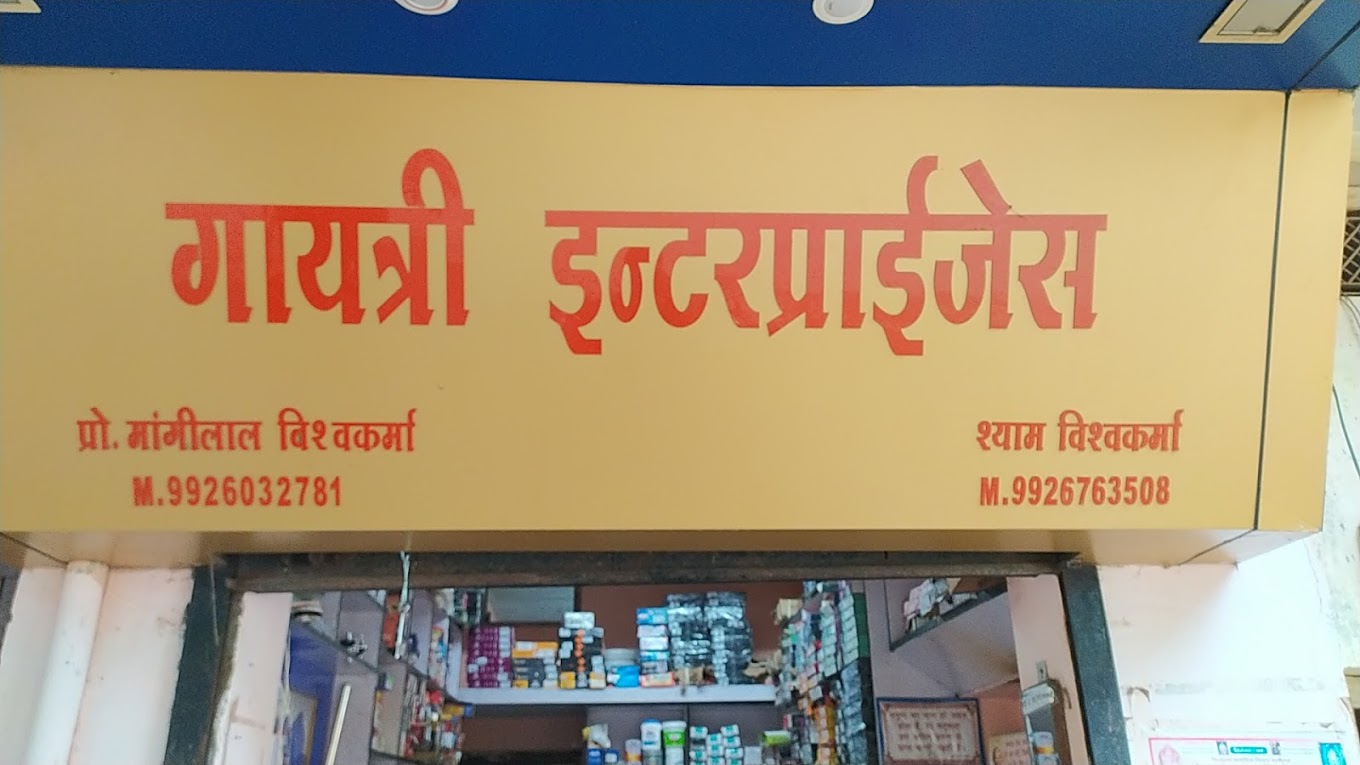 गायत्री इन्टरप्राईजेस
प्रो. मांगीलाल विश्वकर्मा
M.9926032781
श्याम विश्वकर्मा
M.9926763508